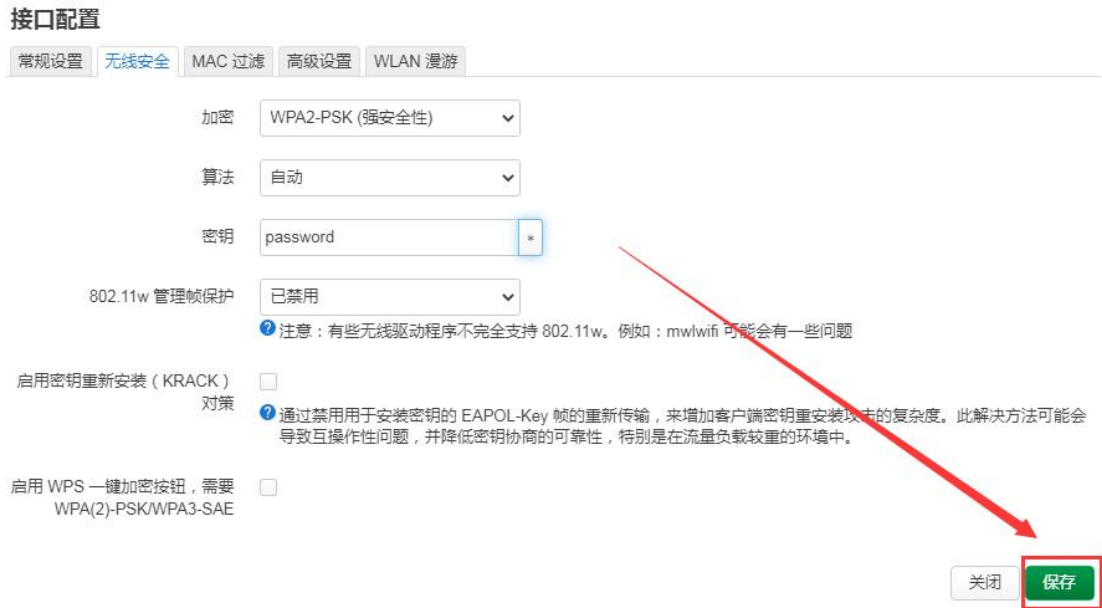 接口配置
常规设置 无线安全 MAC 过滤 高级设置 WLAN 漫游
加密 WPA2-PSK (强安全性)
算法 自动
密钥 password *
802.11w 管理帧保护 已禁用
注意：有些无线驱动程序不完全支持 802.11w。例如：mwlwifi 可能会有一些问题
启用密钥重新安装（KRACK）
对策
通过禁用用于安装密钥的 EAPOL-Key 帧的重新传输，来增加客户端密钥重安装攻击的复杂度。此解决方法可能会
导致互操作性问题，并降低密钥协商的可靠性，特别是在流量负载较重的环境中。
启用 WPS 一键加密按钮，需要
WPA(2)-PSK/WPA3-SAE
关闭 保存